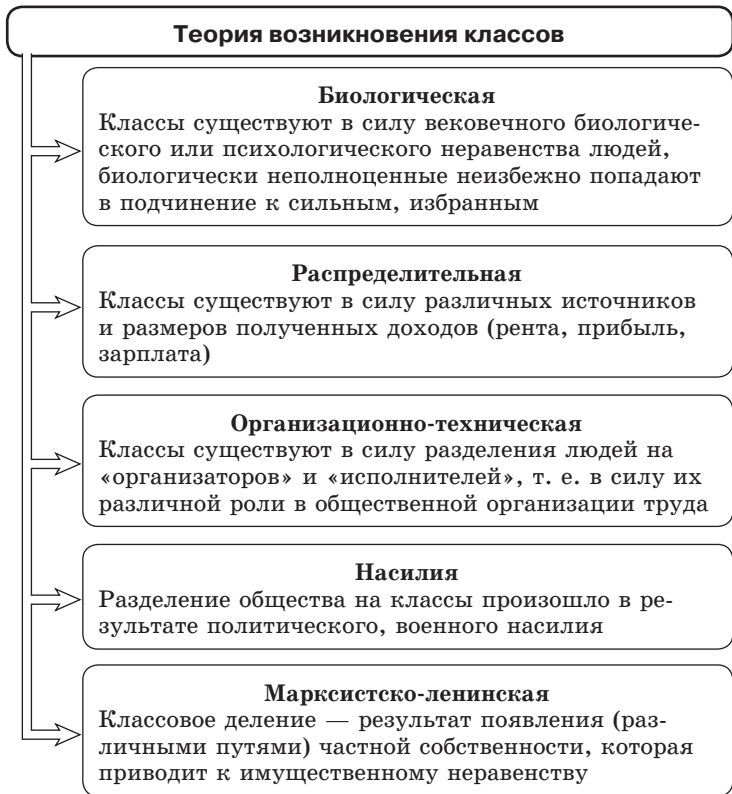 Теория возникновения классов
Биологическая
Классы существуют в силу вековечного биологиче-
ского или психологического неравенства людей,
биологически неполноценные неизбежно попадают
в подчинение к сильным, избранным
Распределительная
Классы существуют в силу различных источников
и размеров полученных доходов (рента, прибыль,
зарплата)
Организационно-техническая
Классы существуют в силу разделения людей на
«организаторов» и «исполнителей», т. е. в силу их
различной роли в общественной организации труда
Насилия
Разделение общества на классы произошло в ре-
зультате политического, военного насилия
Марксистско-ленинская
Классовое деление — результат появления (раз-
личными путями) частной собственности, которая
приводит к имущественному неравенству